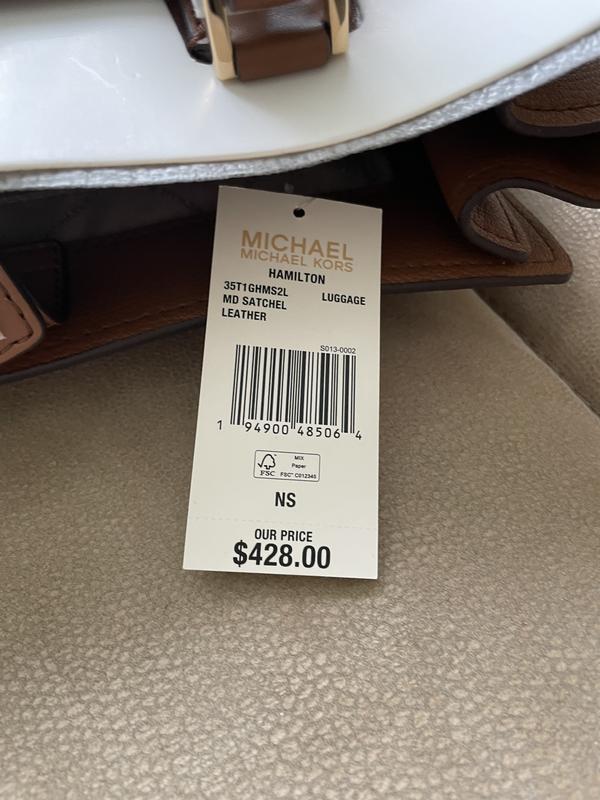 MICHAEL
MICHAEL KORS
HAMILTON
35T1GHMS2L LUGGAGE
MD SATCHEL
LEATHER
S013-0002
1 94900 48506 4
FSC
MIX
Paper
FSC™ C012345
NS
OUR PRICE
$428.00